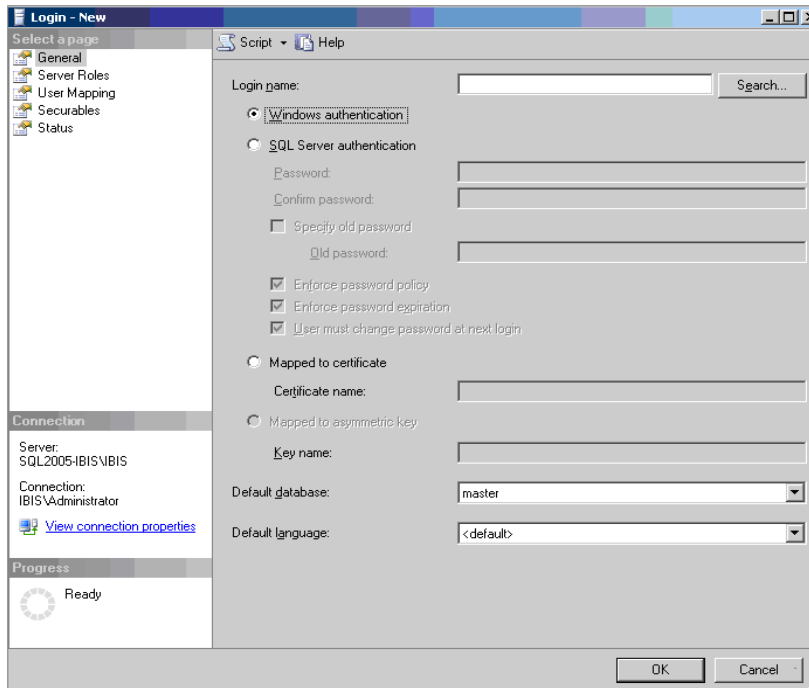 Login - New
Select a page
General
Server Roles
User Mapping
Securables
Status
Script
Help
Login name:
Search...
Windows authentication
SQL Server authentication
Password:
Confirm password:
Specify old password
Old password:
Enforce password policy
Enforce password expiration
User must change password at next login
Mapped to certificate
Certificate name:
Mapped to asymmetric key
Key name:
Default database:
master
Default language:
<default>
Connection
Server:
SQL2005-IBIS\IBIS
Connection:
IBIS\Administrator
View connection properties
Progress
Ready
OK
Cancel